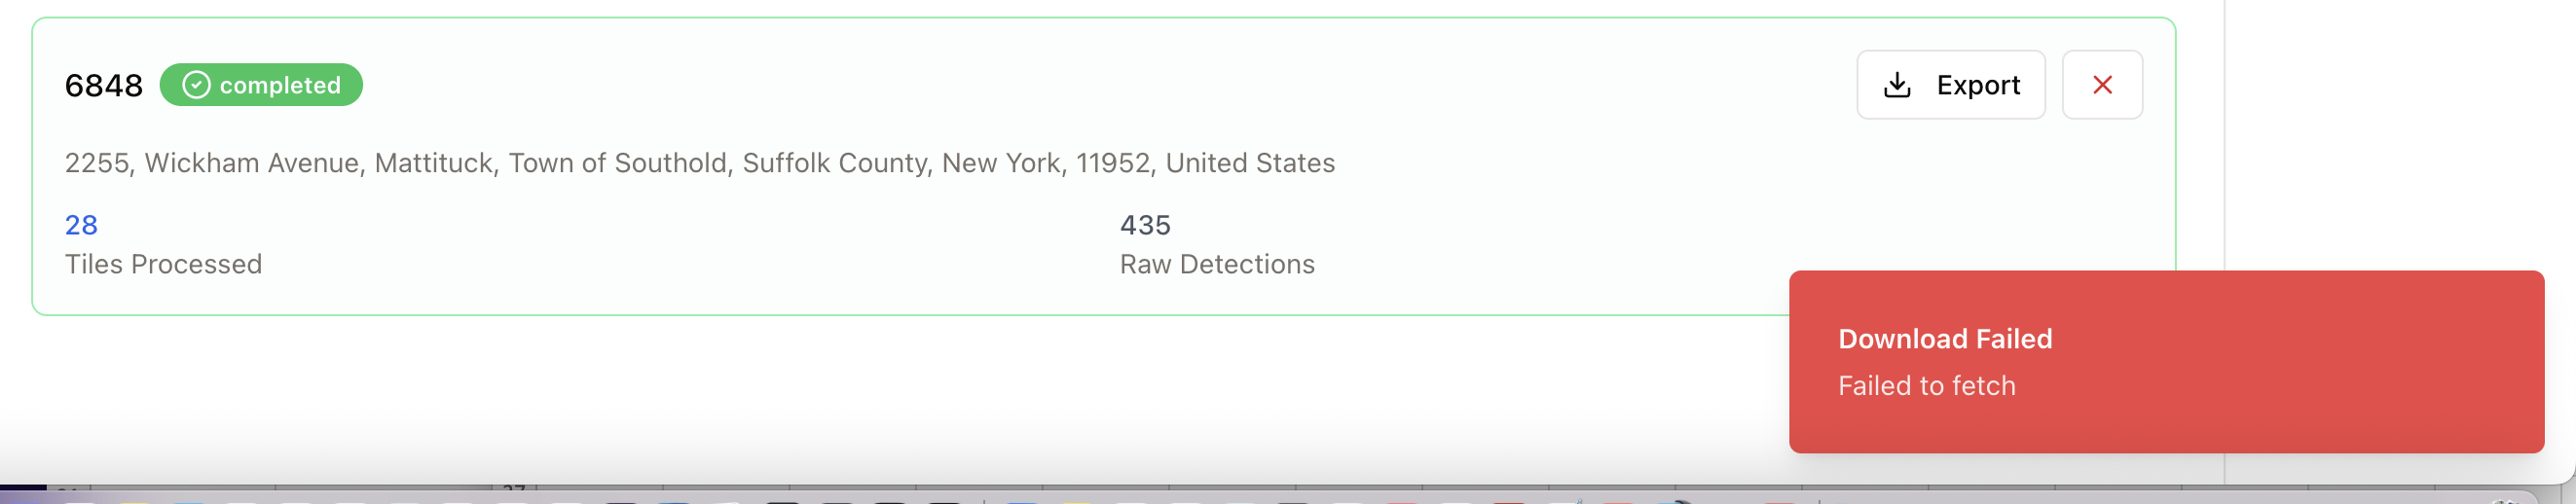 6848 completed Export
2255, Wickham Avenue, Mattituck, Town of Southold, Suffolk County, New York, 11952, United States
28 435
Tiles Processed Raw Detections
Download Failed
Failed to fetch